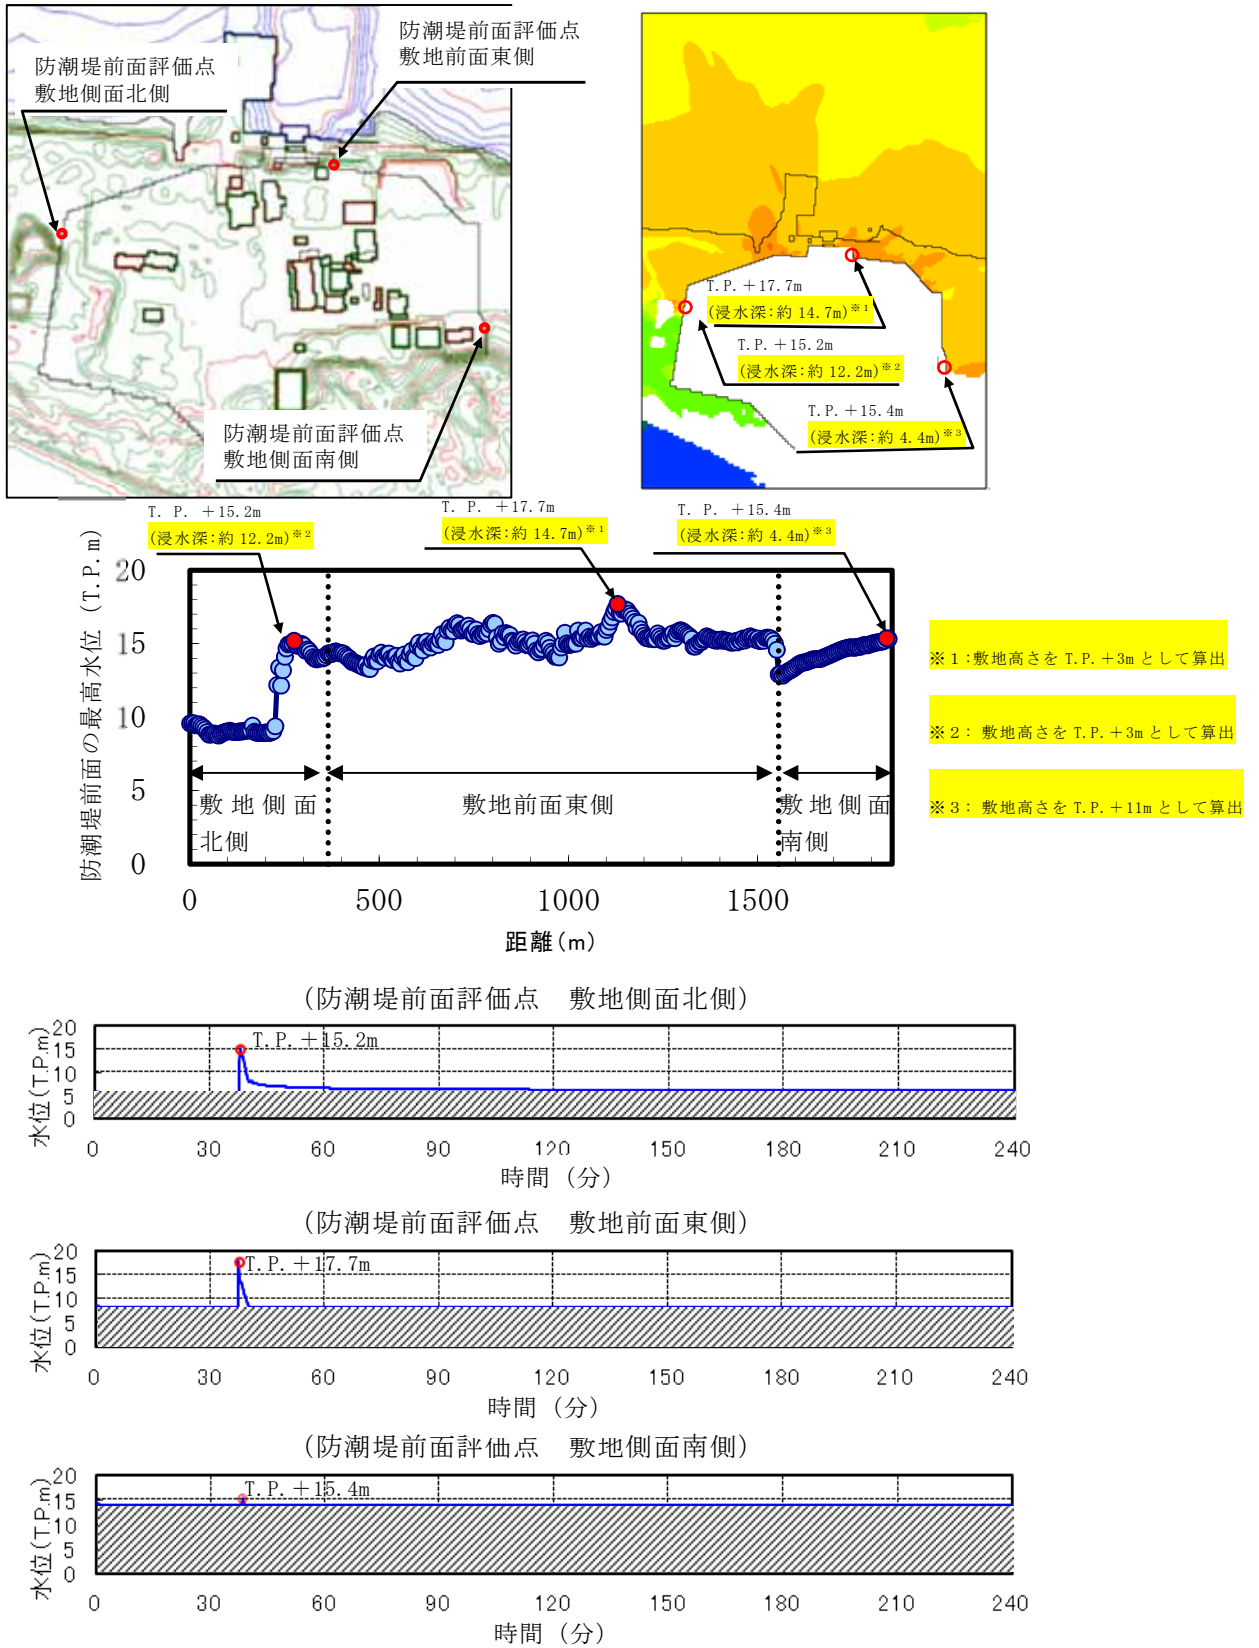 防潮堤前面評価点
敷地側面北側
防潮堤前面評価点
敷地前面東側
防潮堤前面評価点
敷地側面南側
T.P.+17.7m
(浸水深:約 14.7m)※1
T.P.+15.2m
(浸水深:約 12.2m)※2
T.P.+15.4m
(浸水深:約 4.4m)※3
T. P. +15.2m
(浸水深:約 12.2m)※2
T. P. +17.7m
(浸水深:約 14.7m)※1
T. P. +15.4m
(浸水深:約 4.4m)※3
防潮堤前面の最高水位 (T.P.m)
20
15
10
5
0
敷地側面
北側
敷地前面東側
敷地側面
南側
0 500 1000 1500
距離(m)
※1:敷地高さを T.P.+3m として算出
※2: 敷地高さを T.P.+3m として算出
※3: 敷地高さを T.P.+11m として算出
(防潮堤前面評価点 敷地側面北側)
水位(T.P.m)
20
15
10
5
0
T.P.+15.2m
0 30 60 90 120 150 180 210 240
時間 (分)
(防潮堤前面評価点 敷地前面東側)
水位(T.P.m)
20
15
10
5
0
T.P.+17.7m
0 30 60 90 120 150 180 210 240
時間 (分)
(防潮堤前面評価点 敷地側面南側)
水位(T.P.m)
20
15
10
5
0
T.P.+15.4m
0 30 60 90 120 150 180 210 240
時間 (分)